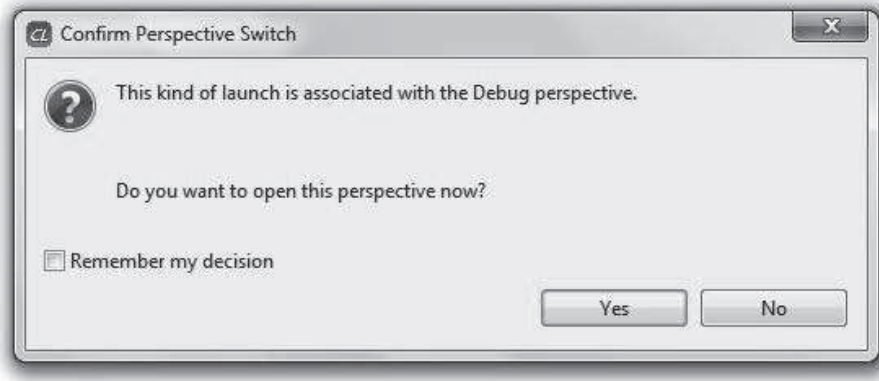 CL Confirm Perspective Switch
This kind of launch is associated with the Debug perspective.
Do you want to open this perspective now?
Remember my decision
Yes No